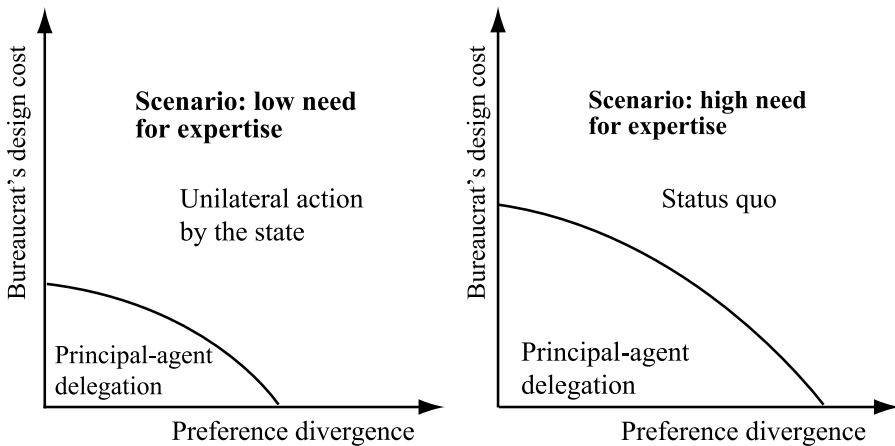 Bureaucrat's design cost
Scenario: low need
for expertise
Unilateral action
by the state
Principal-agent
delegation
Preference divergence
Bureaucrat's design cost
Scenario: high need
for expertise
Status quo
Principal-agent
delegation
Preference divergence